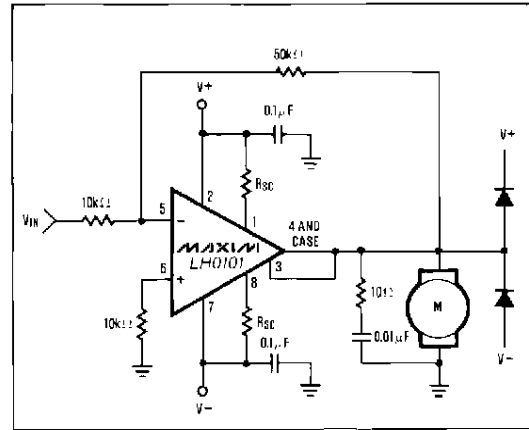 50kΩ
V+
0.1μF
V+
RSC
10kΩ
2
VIN
5
−
1
4 AND
CASE
MAXIM
LH0101
3
6
+
8
10Ω
M
7
10kΩ
RSC
0.1μF
0.01μF
V−
V−